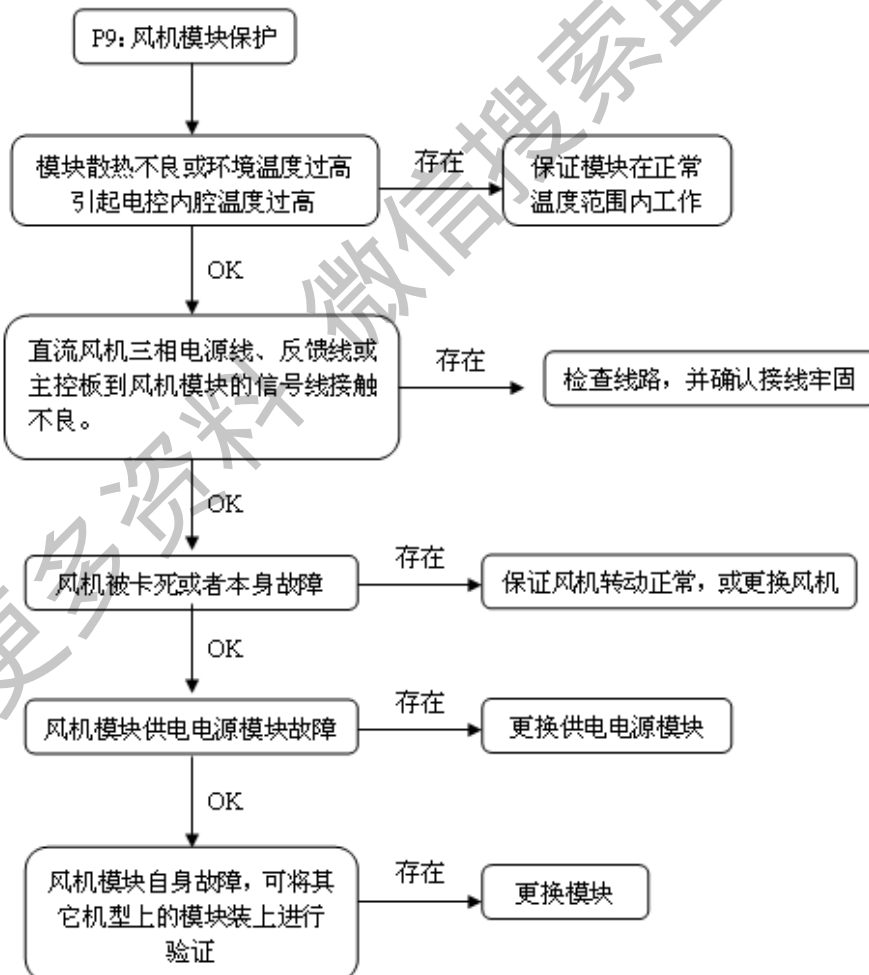 P9：风机模块保护
模块散热不良或环境温度过高
引起电控内腔温度过高
存在
保证模块在正常
温度范围内工作
OK
直流风机三相电源线、反馈线或
主控板到风机模块的信号线接触
不良。
存在
检查线路，并确认接线牢固
OK
风机被卡死或者本身故障
存在
保证风机转动正常，或更换风机
OK
风机模块供电电源模块故障
存在
更换供电电源模块
OK
风机模块自身故障，可将其
它机型上的模块装上进行
验证
存在
更换模块
更多资料 微信搜索